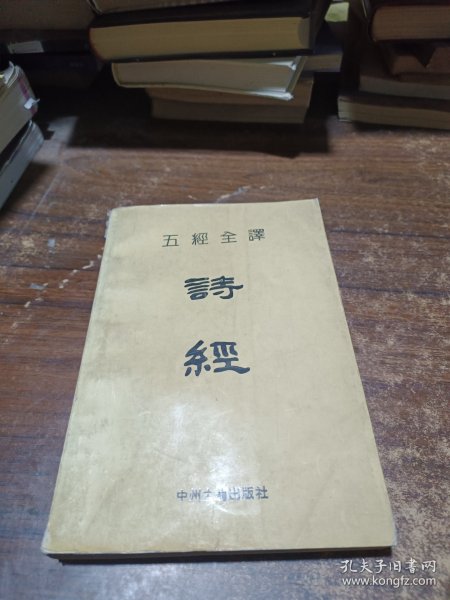 五經全譯
詩
經
中州古籍出版社
孔夫子旧书网
www.kongfz.com